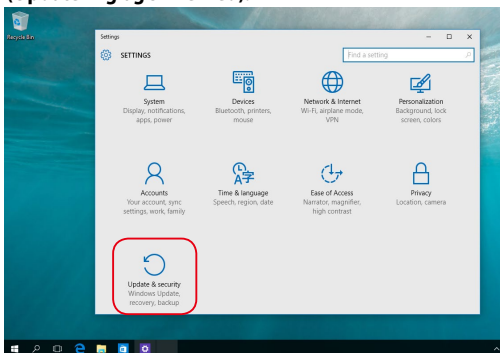 Recycle Bin
Settings
SETTINGS
Find a setting
System
Display, notifications,
apps, power
Devices
Bluetooth, printers,
mouse
Network & Internet
Wi-Fi, airplane mode,
VPN
Personalization
Background, lock
screen, colors
Accounts
Your account, sync
settings, work, family
Time & language
Speech, region, date
Ease of Access
Narrator, magnifier,
high contrast
Privacy
Location, camera
Update & security
Windows Update,
recovery, backup